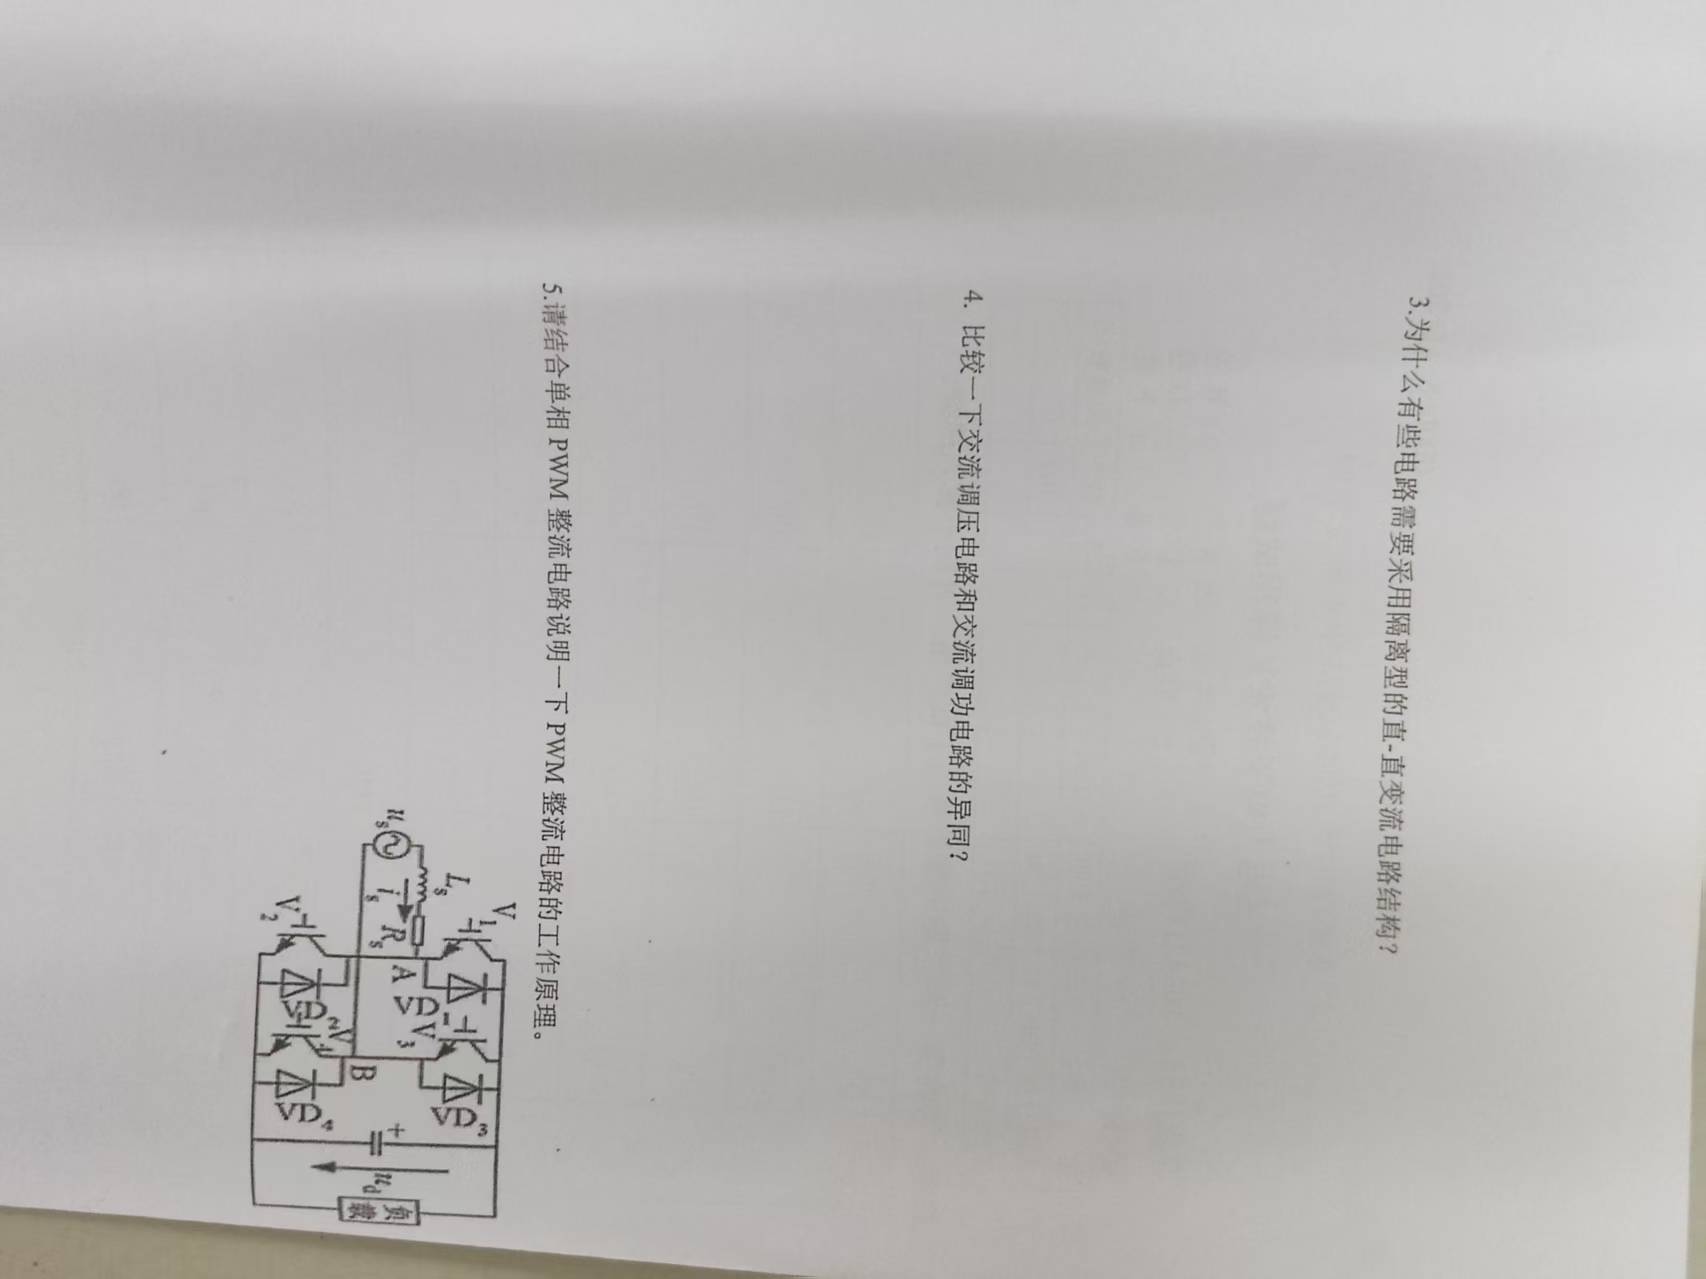 3.为什么有些电路需要采用隔离型的直-直变流电路结构？
4. 比较一下交流调压电路和交流调功电路的异同？
5.请结合单相 PWM 整流电路说明一下 PWM 整流电路的工作原理。
V1
Ls
us
is
Rs
A
VD1
V3
VD3
+
ud
负载
B
V2
VD2
V4
VD4